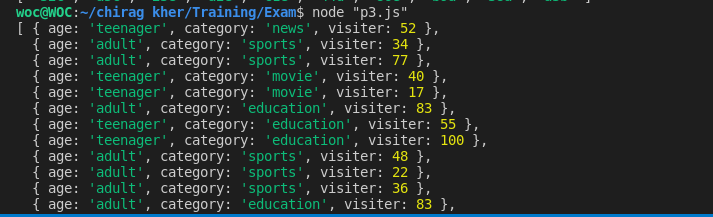 woc@WOC:~/chirag kher/Training/Exam$ node "p3.js"
[ { age: 'teenager', category: 'news', visiter: 52 },
{ age: 'adult', category: 'sports', visiter: 34 },
{ age: 'adult', category: 'sports', visiter: 77 },
{ age: 'teenager', category: 'movie', visiter: 40 },
{ age: 'teenager', category: 'movie', visiter: 17 },
{ age: 'adult', category: 'education', visiter: 83 },
{ age: 'teenager', category: 'education', visiter: 55 },
{ age: 'teenager', category: 'education', visiter: 100 },
{ age: 'adult', category: 'sports', visiter: 48 },
{ age: 'adult', category: 'sports', visiter: 22 },
{ age: 'adult', category: 'sports', visiter: 36 },
{ age: 'adult', category: 'education', visiter: 83 },